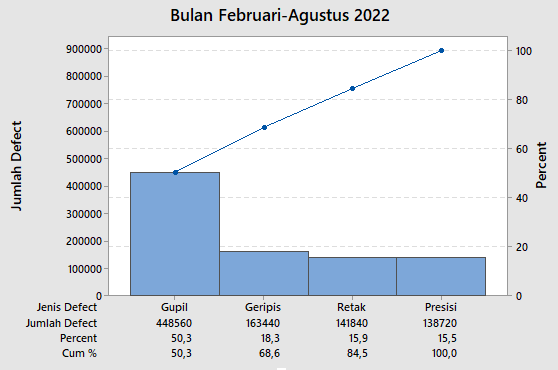 Bulan Februari-Agustus 2022
Jumlah Defect
900000
800000
700000
600000
500000
400000
300000
200000
100000
0
Percent
100
80
60
40
20
0
Jenis Defect Gupil Geripis Retak Presisi
Jumlah Defect 448560 163440 141840 138720
Percent 50,3 18,3 15,9 15,5
Cum % 50,3 68,6 84,5 100,0